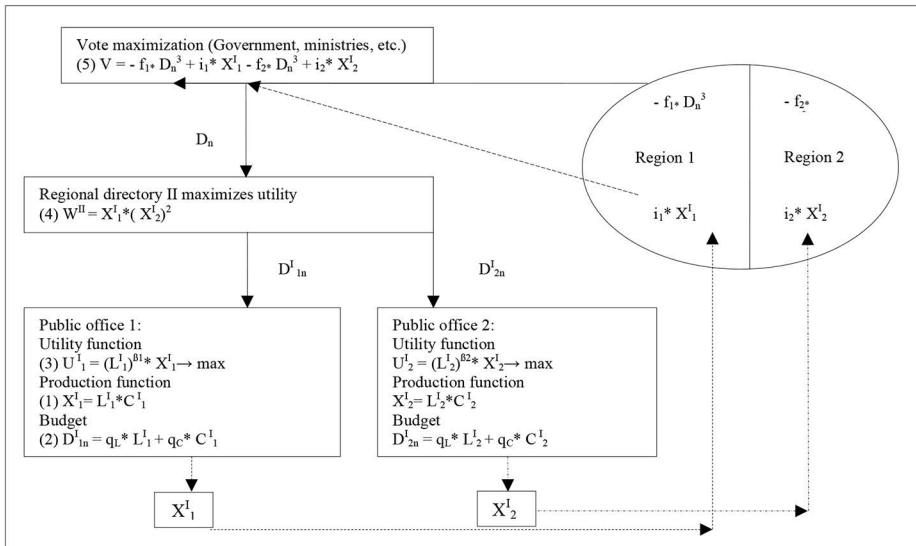 Vote maximization (Government, ministries, etc.)
(5) V = - f₁* Dₙ³ + i₁* Xᴵ₁ - f₂* Dₙ³ + i₂* Xᴵ₂
Dₙ
Regional directory II maximizes utility
(4) Wᴵᴵ = Xᴵ₁*( Xᴵ₂)²
Dᴵ₁ₙ
Dᴵ₂ₙ
Public office 1:
Utility function
(3) Uᴵ₁ = (Lᴵ₁)ᵝ¹* Xᴵ₁→ max
Production function
(1) Xᴵ₁= Lᴵ₁*Cᴵ₁
Budget
(2) Dᴵ₁ₙ = q_L* Lᴵ₁ + q_C* Cᴵ₁
Xᴵ₁
Public office 2:
Utility function
Uᴵ₂ = (Lᴵ₂)ᵝ²* Xᴵ₂→ max
Production function
Xᴵ₂= Lᴵ₂*Cᴵ₂
Budget
Dᴵ₂ₙ = q_L* Lᴵ₂ + q_C* Cᴵ₂
Xᴵ₂
- f₁* Dₙ³
Region 1
i₁* Xᴵ₁
- f₂*
Region 2
i₂* Xᴵ₂